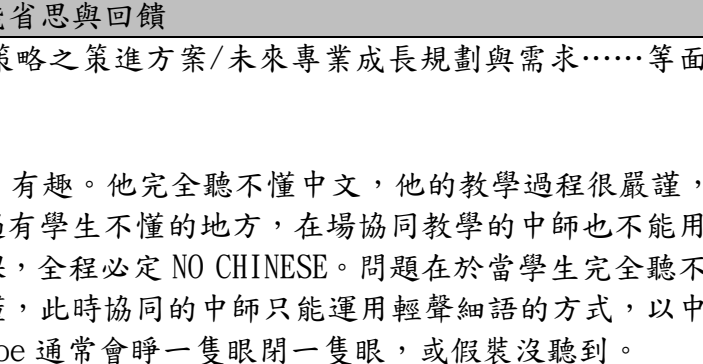 省思與回饋
策略之策進方案/未來專業成長規劃與需求……等面
有趣。他完全聽不懂中文，他的教學過程很嚴謹，
有學生不懂的地方，在場協同教學的中師也不能用
，全程必定 NO CHINESE。問題在於當學生完全聽不
，此時協同的中師只能運用輕聲細語的方式，以中
oe 通常會睜一隻眼閉一隻眼，或假裝沒聽到。